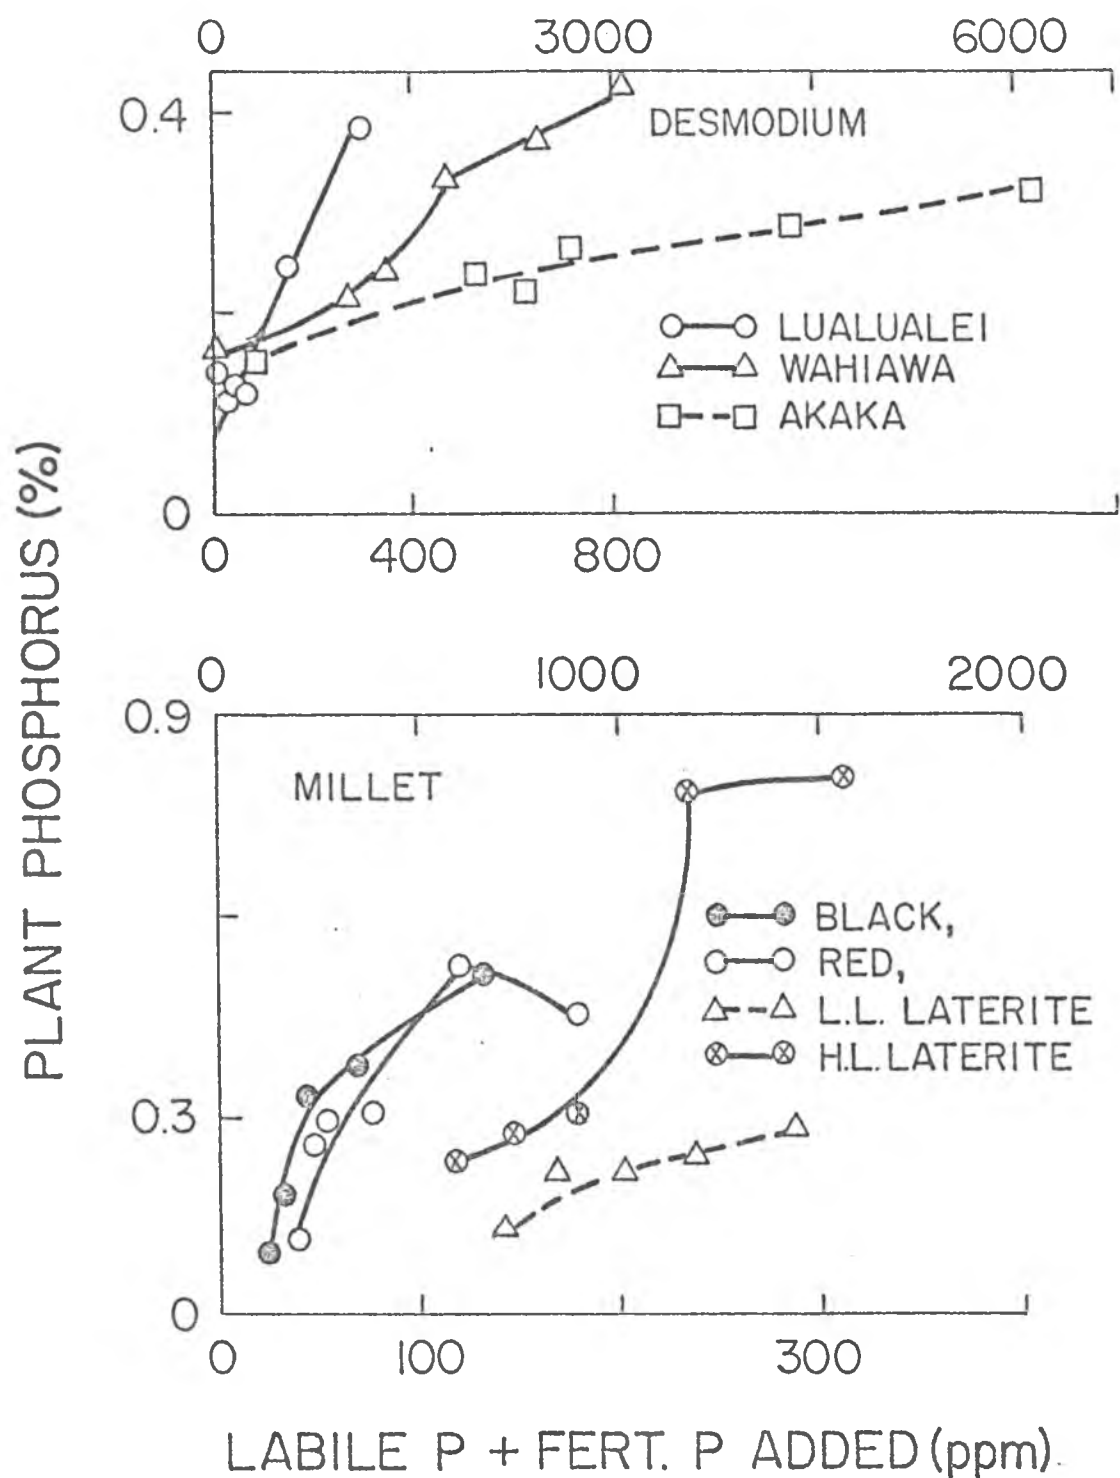 0 3000 6000
0.4
DESMODIUM
LUALUALEI
WAHIAWA
AKAKA
0
0 400 800
PLANT PHOSPHORUS (%)
0 1000 2000
0.9
MILLET
BLACK,
RED,
L.L. LATERITE
H.L. LATERITE
0.3
0
0 100 300
LABILE P + FERT. P ADDED (ppm)